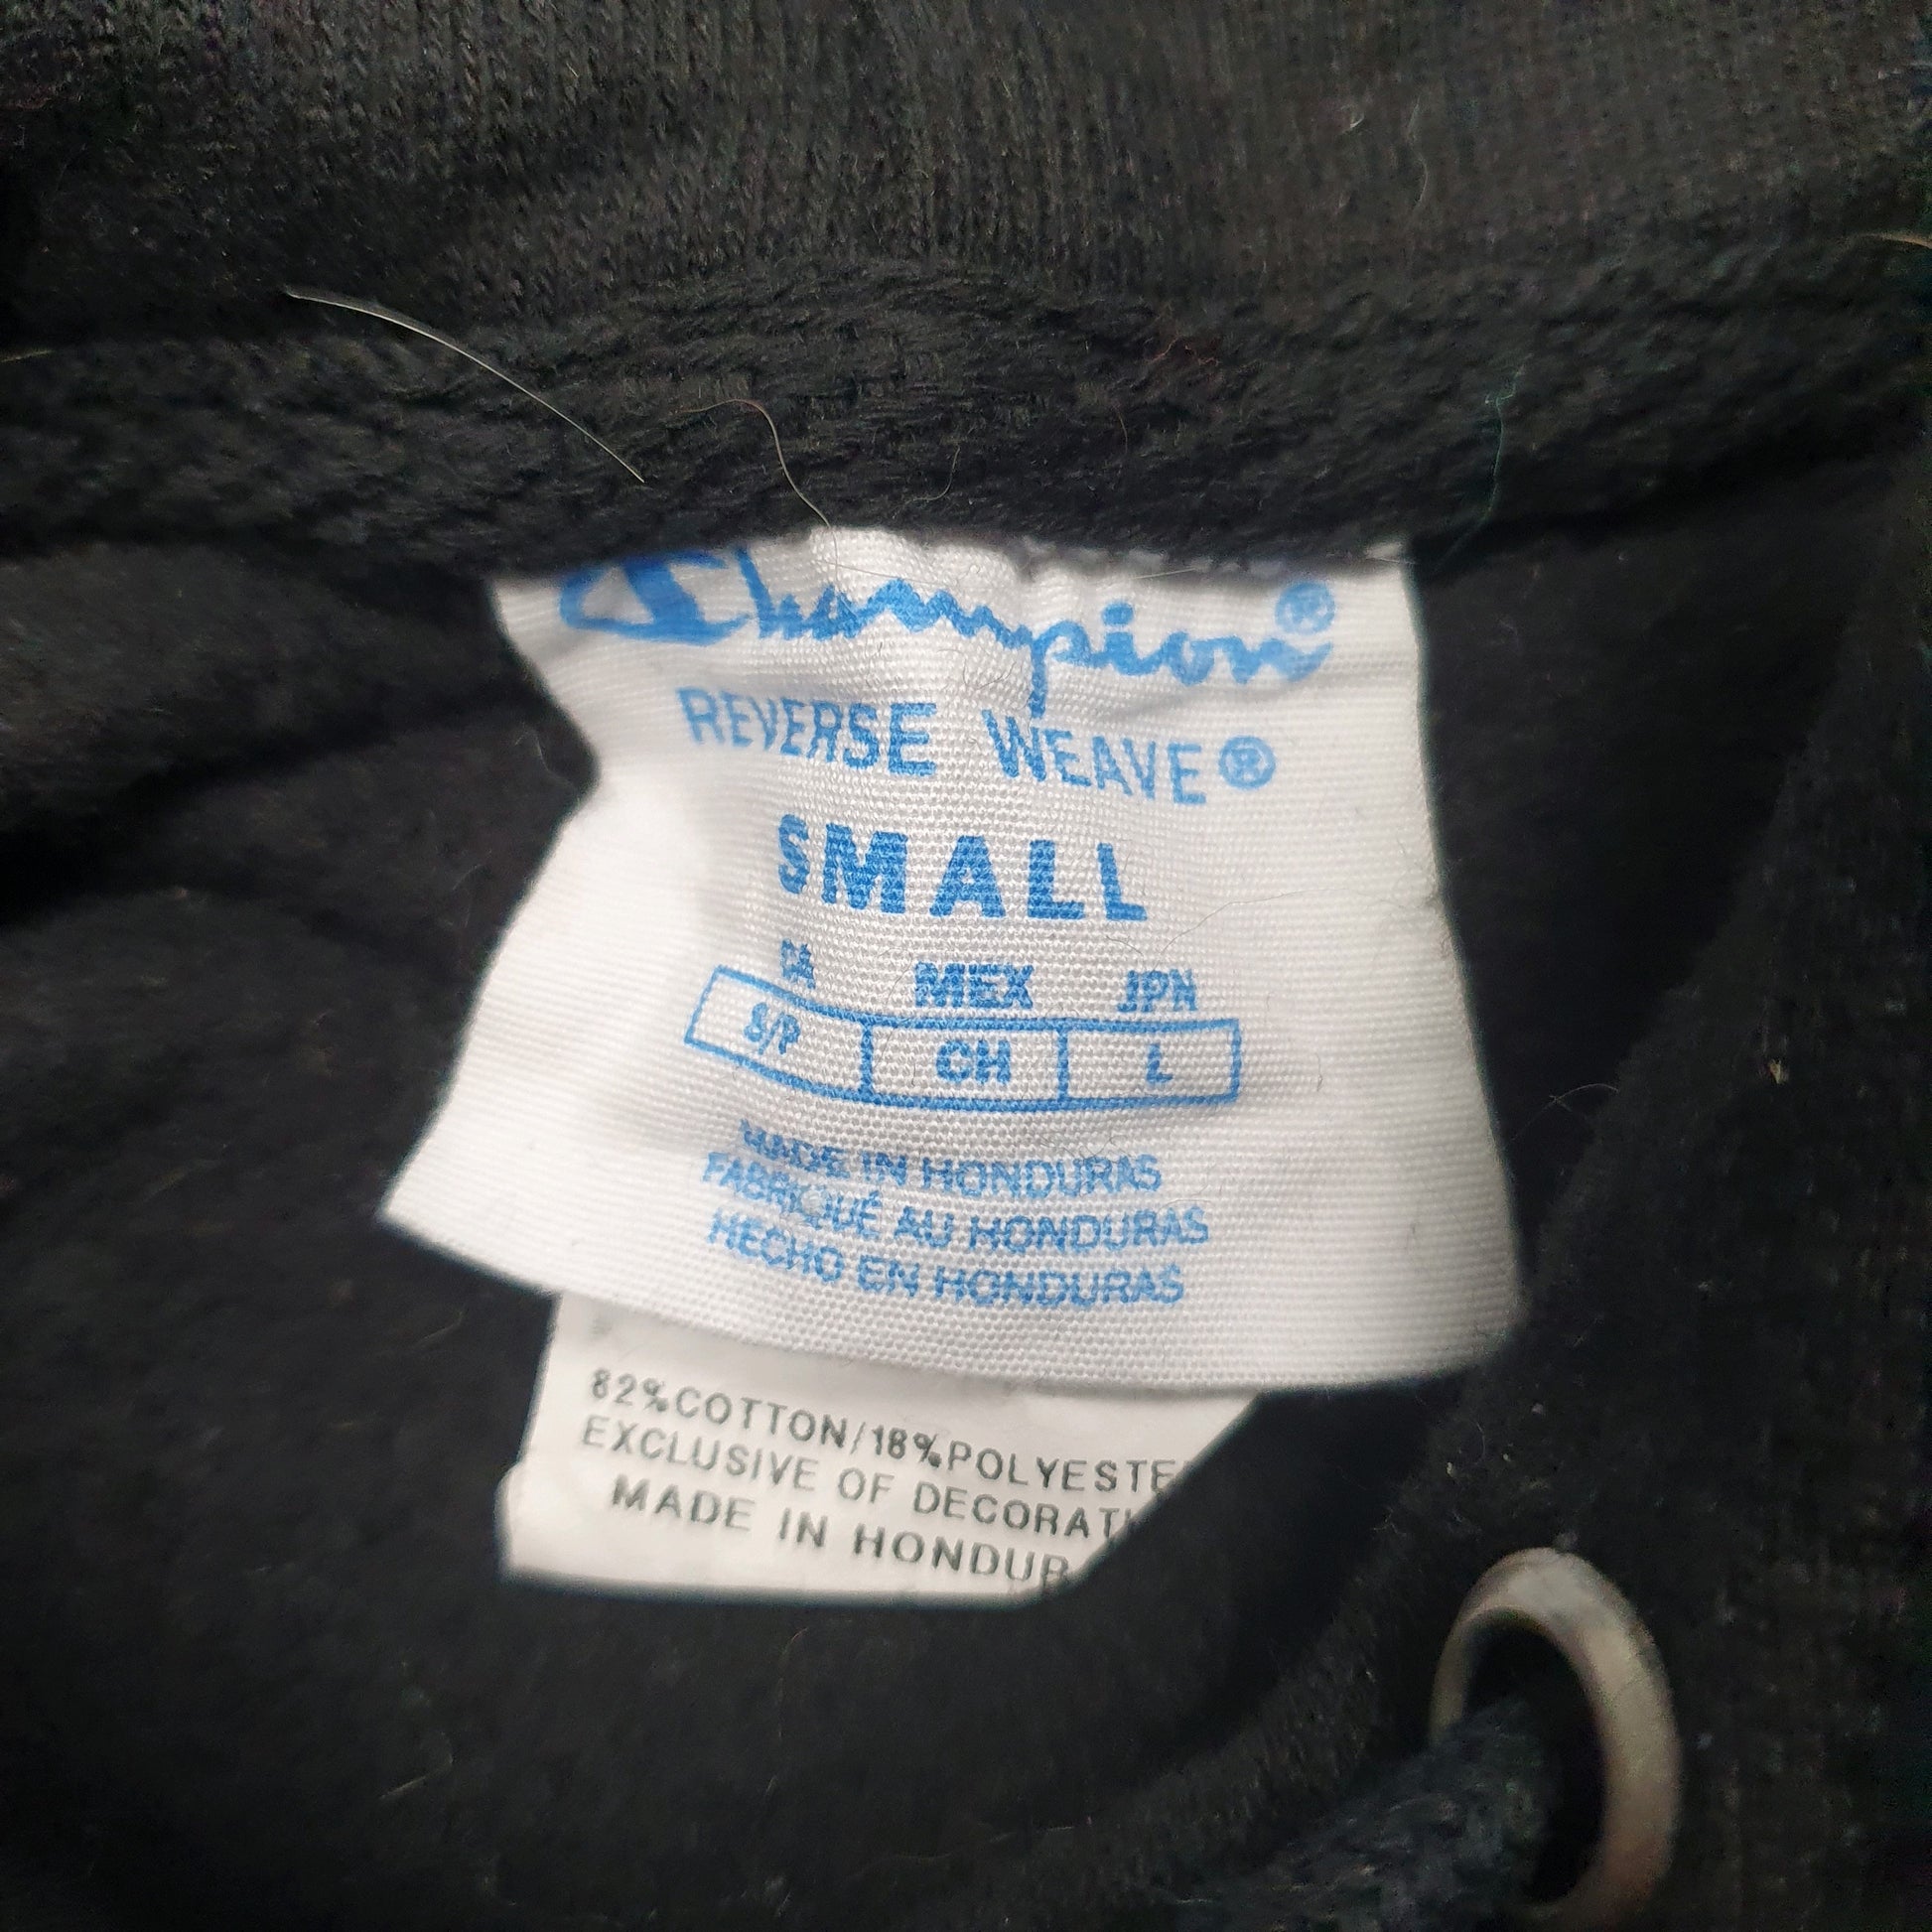 Champion®
REVERSE WEAVE®
SMALL
CA MEX JPN
S/P CH L
MADE IN HONDURAS
FABRIQUÉ AU HONDURAS
HECHO EN HONDURAS
82%COTTON/18%POLYESTE
EXCLUSIVE OF DECORATI
MADE IN HONDUR